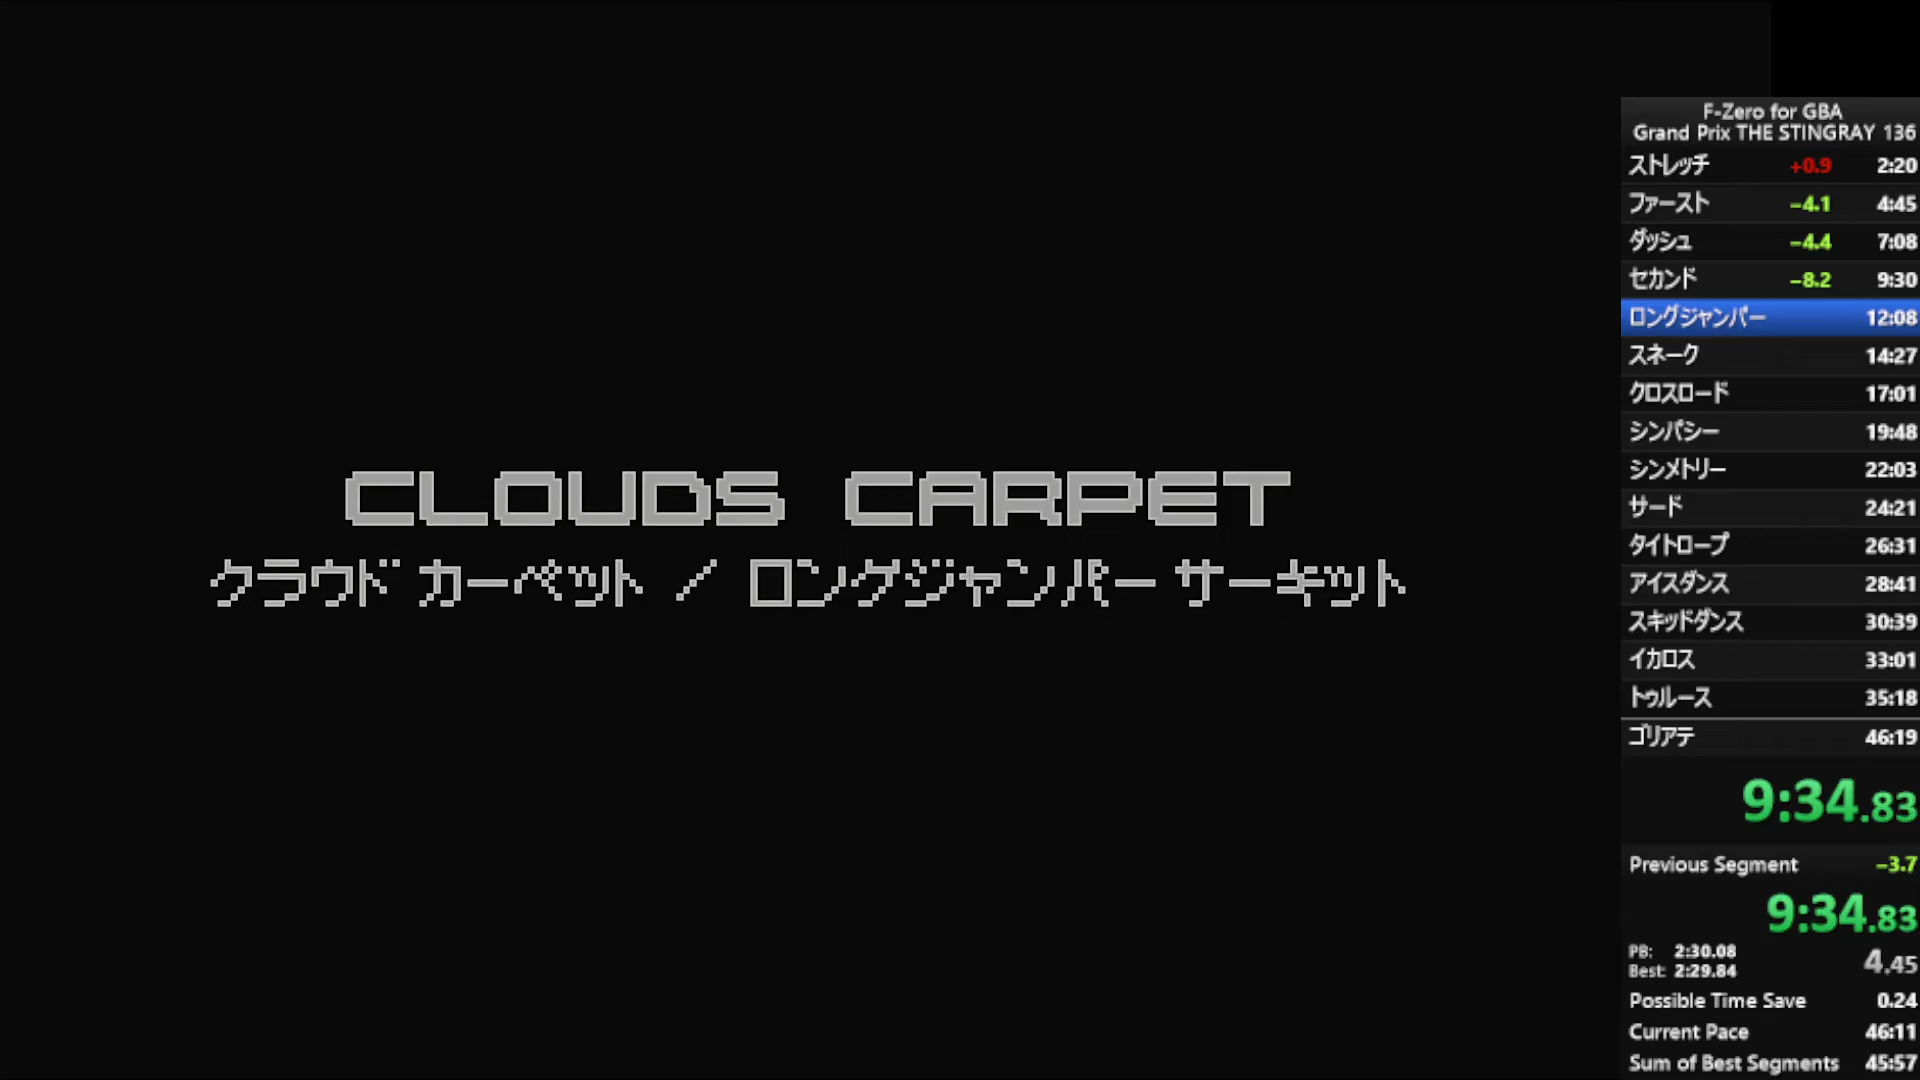 CLOUDS CARPET
クラウド カーペット / ロングジャンパー サーキット
F-Zero for GBA
Grand Prix THE STINGRAY 136
ストレッチ +0.9 2:20
ファースト -4.1 4:45
ダッシュ -4.4 7:08
セカンド -8.2 9:30
ロングジャンパー 12:08
スネーク 14:27
クロスロード 17:01
シンパシー 19:48
シンメトリー 22:03
サード 24:21
タイトロープ 26:31
アイスダンス 28:41
スキッドダンス 30:39
イカロス 33:01
トゥルース 35:18
ゴリアテ 46:19
9:34.83
Previous Segment -3.7
9:34.83
PB: 2:30.08
Best: 2:29.84
4.45
Possible Time Save 0.24
Current Pace 46:11
Sum of Best Segments 45:57